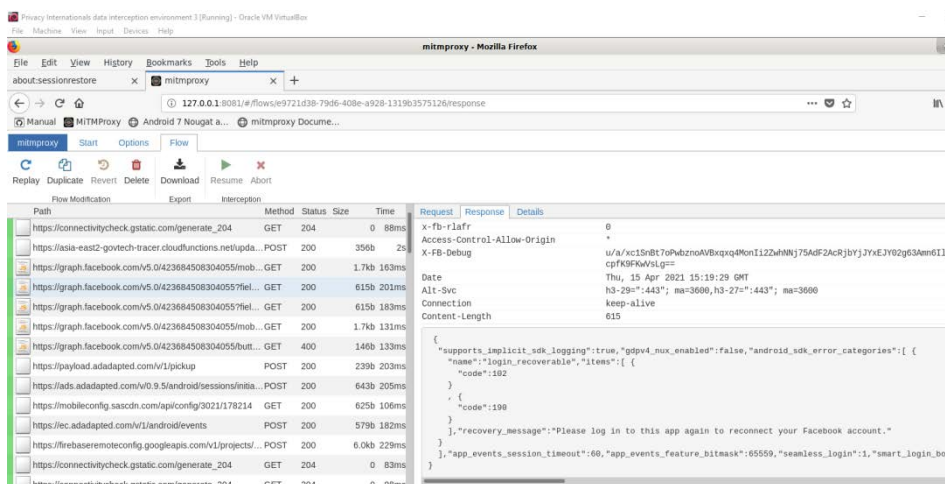 Privacy Internationals data interception environment 3 [Running] - Oracle VM VirtualBox
File Machine View Input Devices Help
mitmproxy - Mozilla Firefox
File Edit View History Bookmarks Tools Help
about:sessionrestore mitmproxy
127.0.0.1:8081/#/flows/e9721d38-79d6-408e-a928-1319b3575126/response
Manual MiTMProxy Android 7 Nougat a... mitmproxy Docume...
mitmproxy Start Options Flow
Replay Duplicate Revert Delete Download Resume Abort
Flow Modification Export Interception
Path Method Status Size Time
https://connectivitycheck.gstatic.com/generate_204 GET 204 0 88ms
https://asia-east2-govtech-tracer.cloudfunctions.net/upda... POST 200 356b 2s
https://graph.facebook.com/v5.0/423684508304055/mob... GET 200 1.7kb 163ms
https://graph.facebook.com/v5.0/423684508304055?fiel... GET 200 615b 201ms
https://graph.facebook.com/v5.0/423684508304055?fiel... GET 200 615b 183ms
https://graph.facebook.com/v5.0/423684508304055/mob... GET 200 1.7kb 131ms
https://graph.facebook.com/v5.0/423684508304055/butt... GET 400 146b 133ms
https://payload.adadapted.com/v/1/pickup POST 200 239b 203ms
https://ads.adadapted.com/v/0.9.5/android/sessions/initia... POST 200 643b 205ms
https://mobileconfig.sascdn.com/api/config/3021/178214 GET 200 625b 106ms
https://ec.adadapted.com/v/1/android/events POST 200 579b 182ms
https://firebaseremoteconfig.googleapis.com/v1/projects/... POST 200 6.0kb 229ms
https://connectivitycheck.gstatic.com/generate_204 GET 204 0 83ms
Request Response Details
x-fb-rlafr 0
Access-Control-Allow-Origin *
X-FB-Debug
Date Thu, 15 Apr 2021 15:19:29 GMT
Alt-Svc h3-29=":443"; ma=3600,h3-27=":443"; ma=3600
Connection keep-alive
Content-Length 615
{
"supports_implicit_sdk_logging":true,"gdpv4_nux_enabled":false,"android_sdk_error_categories":[ {
"name":"login_recoverable","items":[ {
"code":102
}
, {
"code":190
}
],"recovery_message":"Please log in to this app again to reconnect your Facebook account."
}
],"app_events_session_timeout":60,"app_events_feature_bitmask":65559,"seamless_login":1,"smart_login_bo
}